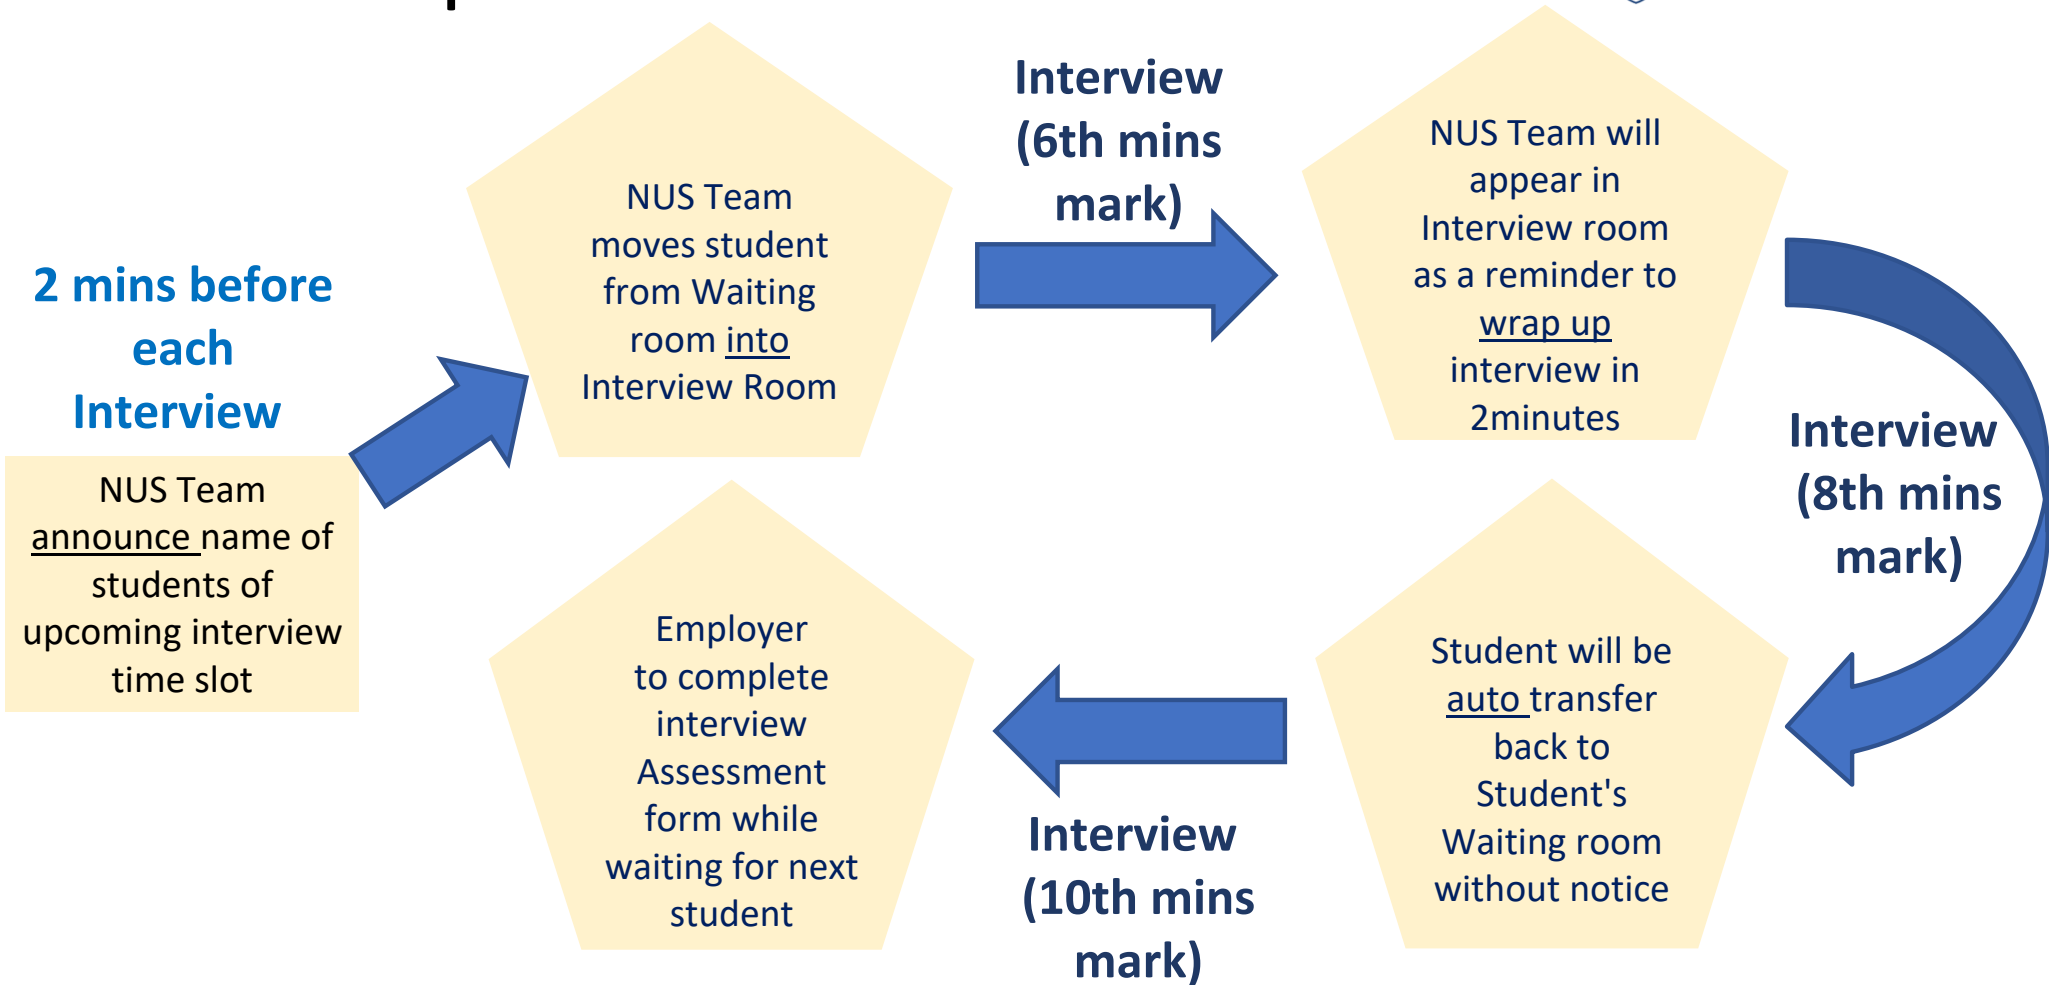 2 mins before
each
Interview
NUS Team
announce name of
students of
upcoming interview
time slot
NUS Team
moves student
from Waiting
room into
Interview Room
Interview
(6th mins
mark)
NUS Team will
appear in
Interview room
as a reminder to
wrap up
interview in
2minutes
Interview
(8th mins
mark)
Student will be
auto transfer
back to
Student's
Waiting room
without notice
Interview
(10th mins
mark)
Employer
to complete
interview
Assessment
form while
waiting for next
student